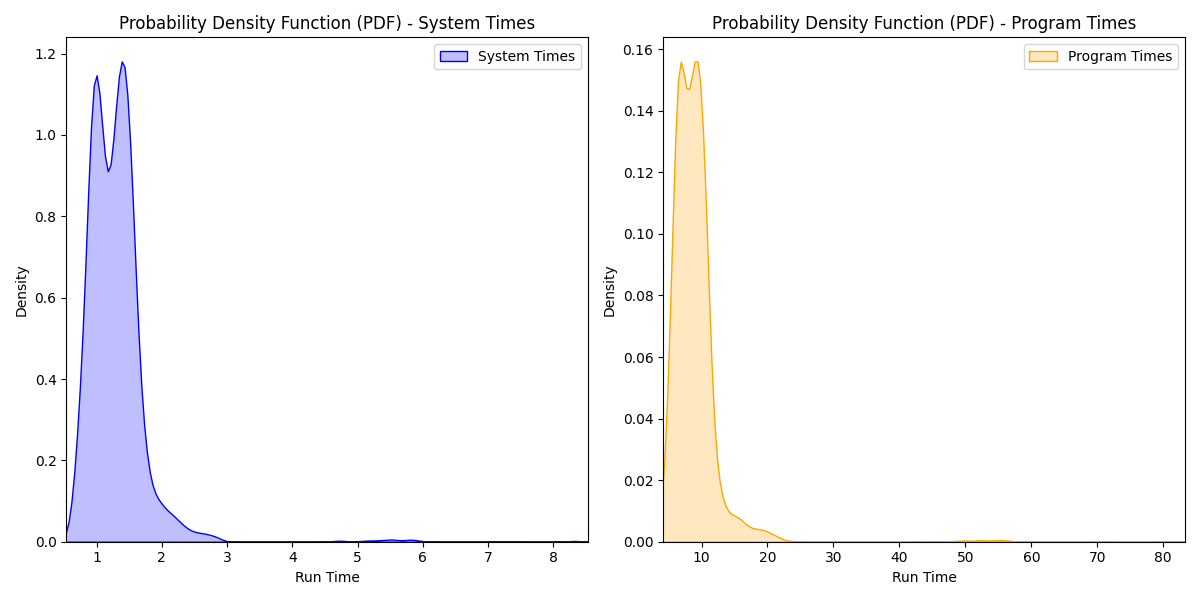 Probability Density Function (PDF) - System Times
System Times
1.2
1.0
0.8
0.6
0.4
0.2
0.0
Density
1 2 3 4 5 6 7 8
Run Time
Probability Density Function (PDF) - Program Times
Program Times
0.16
0.14
0.12
0.10
0.08
0.06
0.04
0.02
0.00
Density
10 20 30 40 50 60 70 80
Run Time